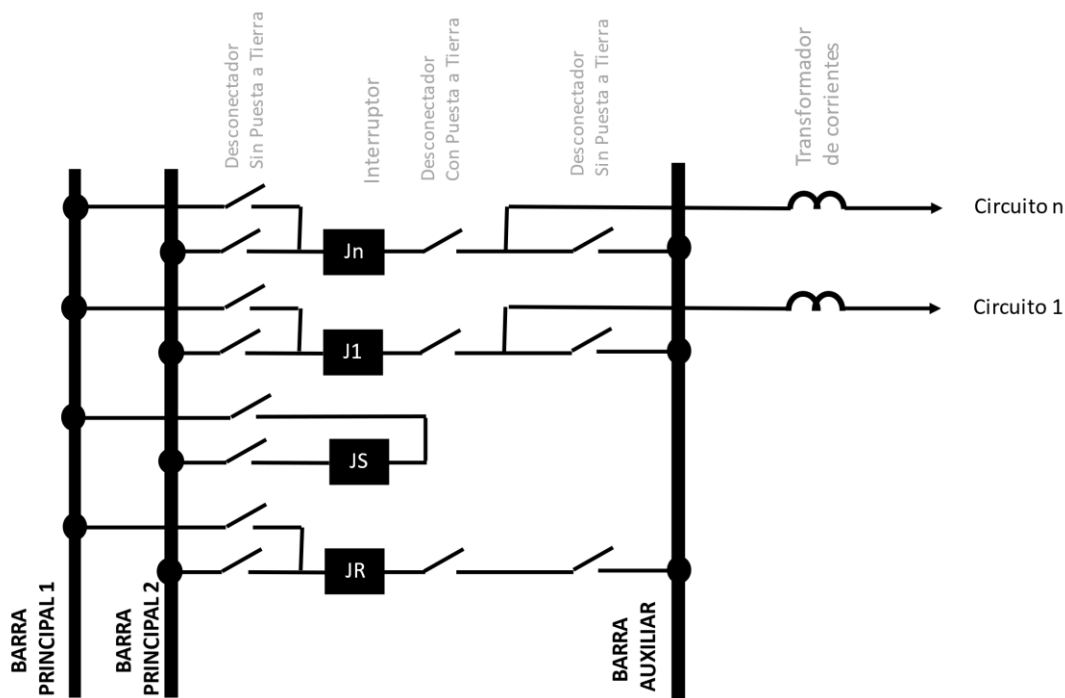 Desconectador
Sin Puesta a Tierra
Interruptor
Desconectador
Con Puesta a Tierra
Desconectador
Sin Puesta a Tierra
Transformador
de corrientes
Circuito n
Jn
Circuito 1
J1
JS
JR
BARRA
PRINCIPAL 1
BARRA
PRINCIPAL 2
BARRA
AUXILIAR